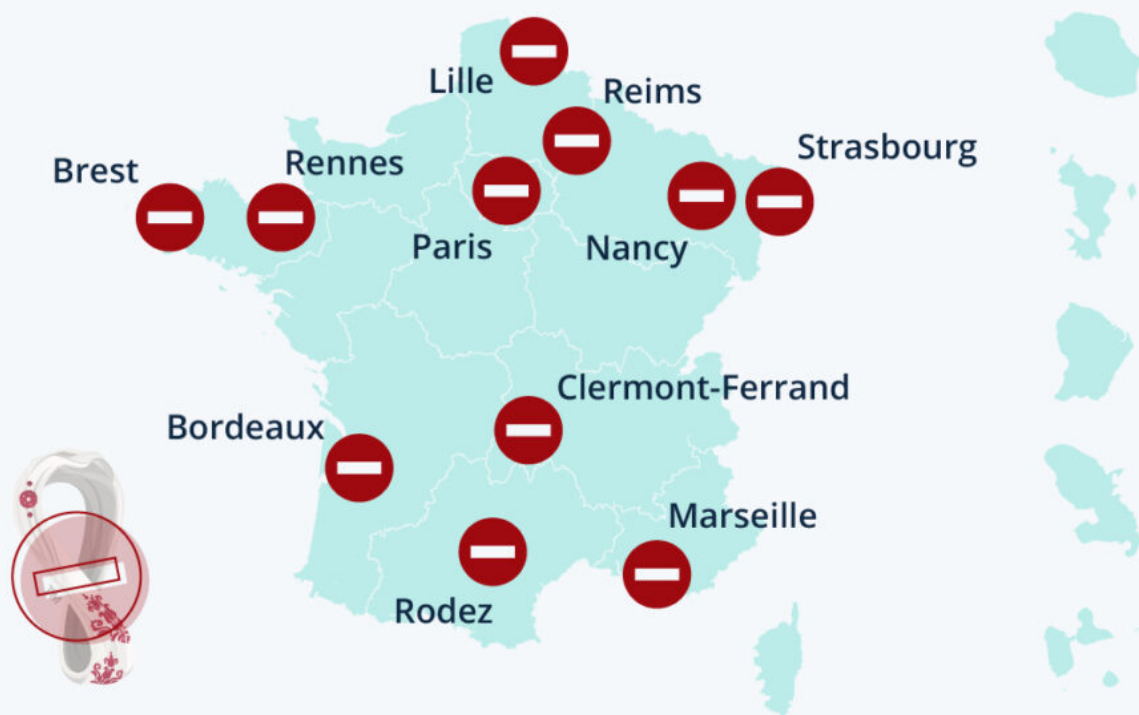 Lille
Reims
Strasbourg
Brest
Rennes
Paris
Nancy
Clermont-Ferrand
Bordeaux
Marseille
Rodez